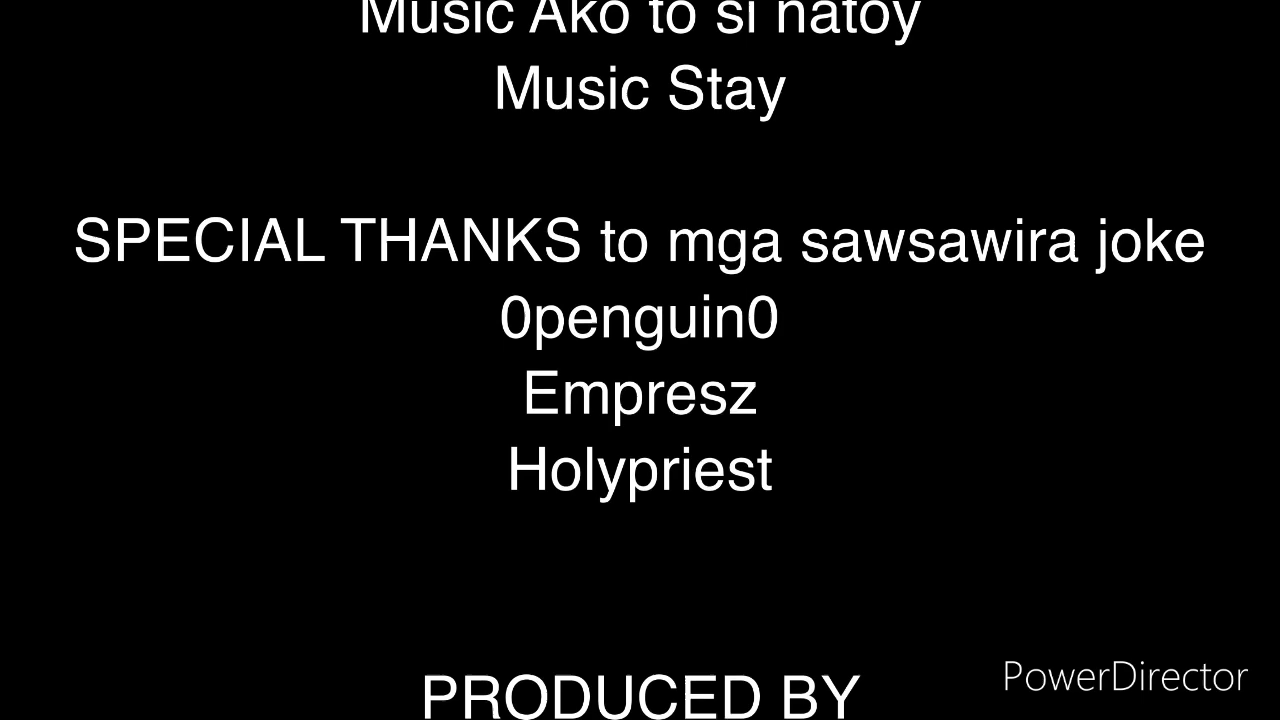 Music Ako to si natoy
Music Stay
SPECIAL THANKS to mga sawsawira joke
0penguin0
Empresz
Holypriest
PRODUCED BY
PowerDirector